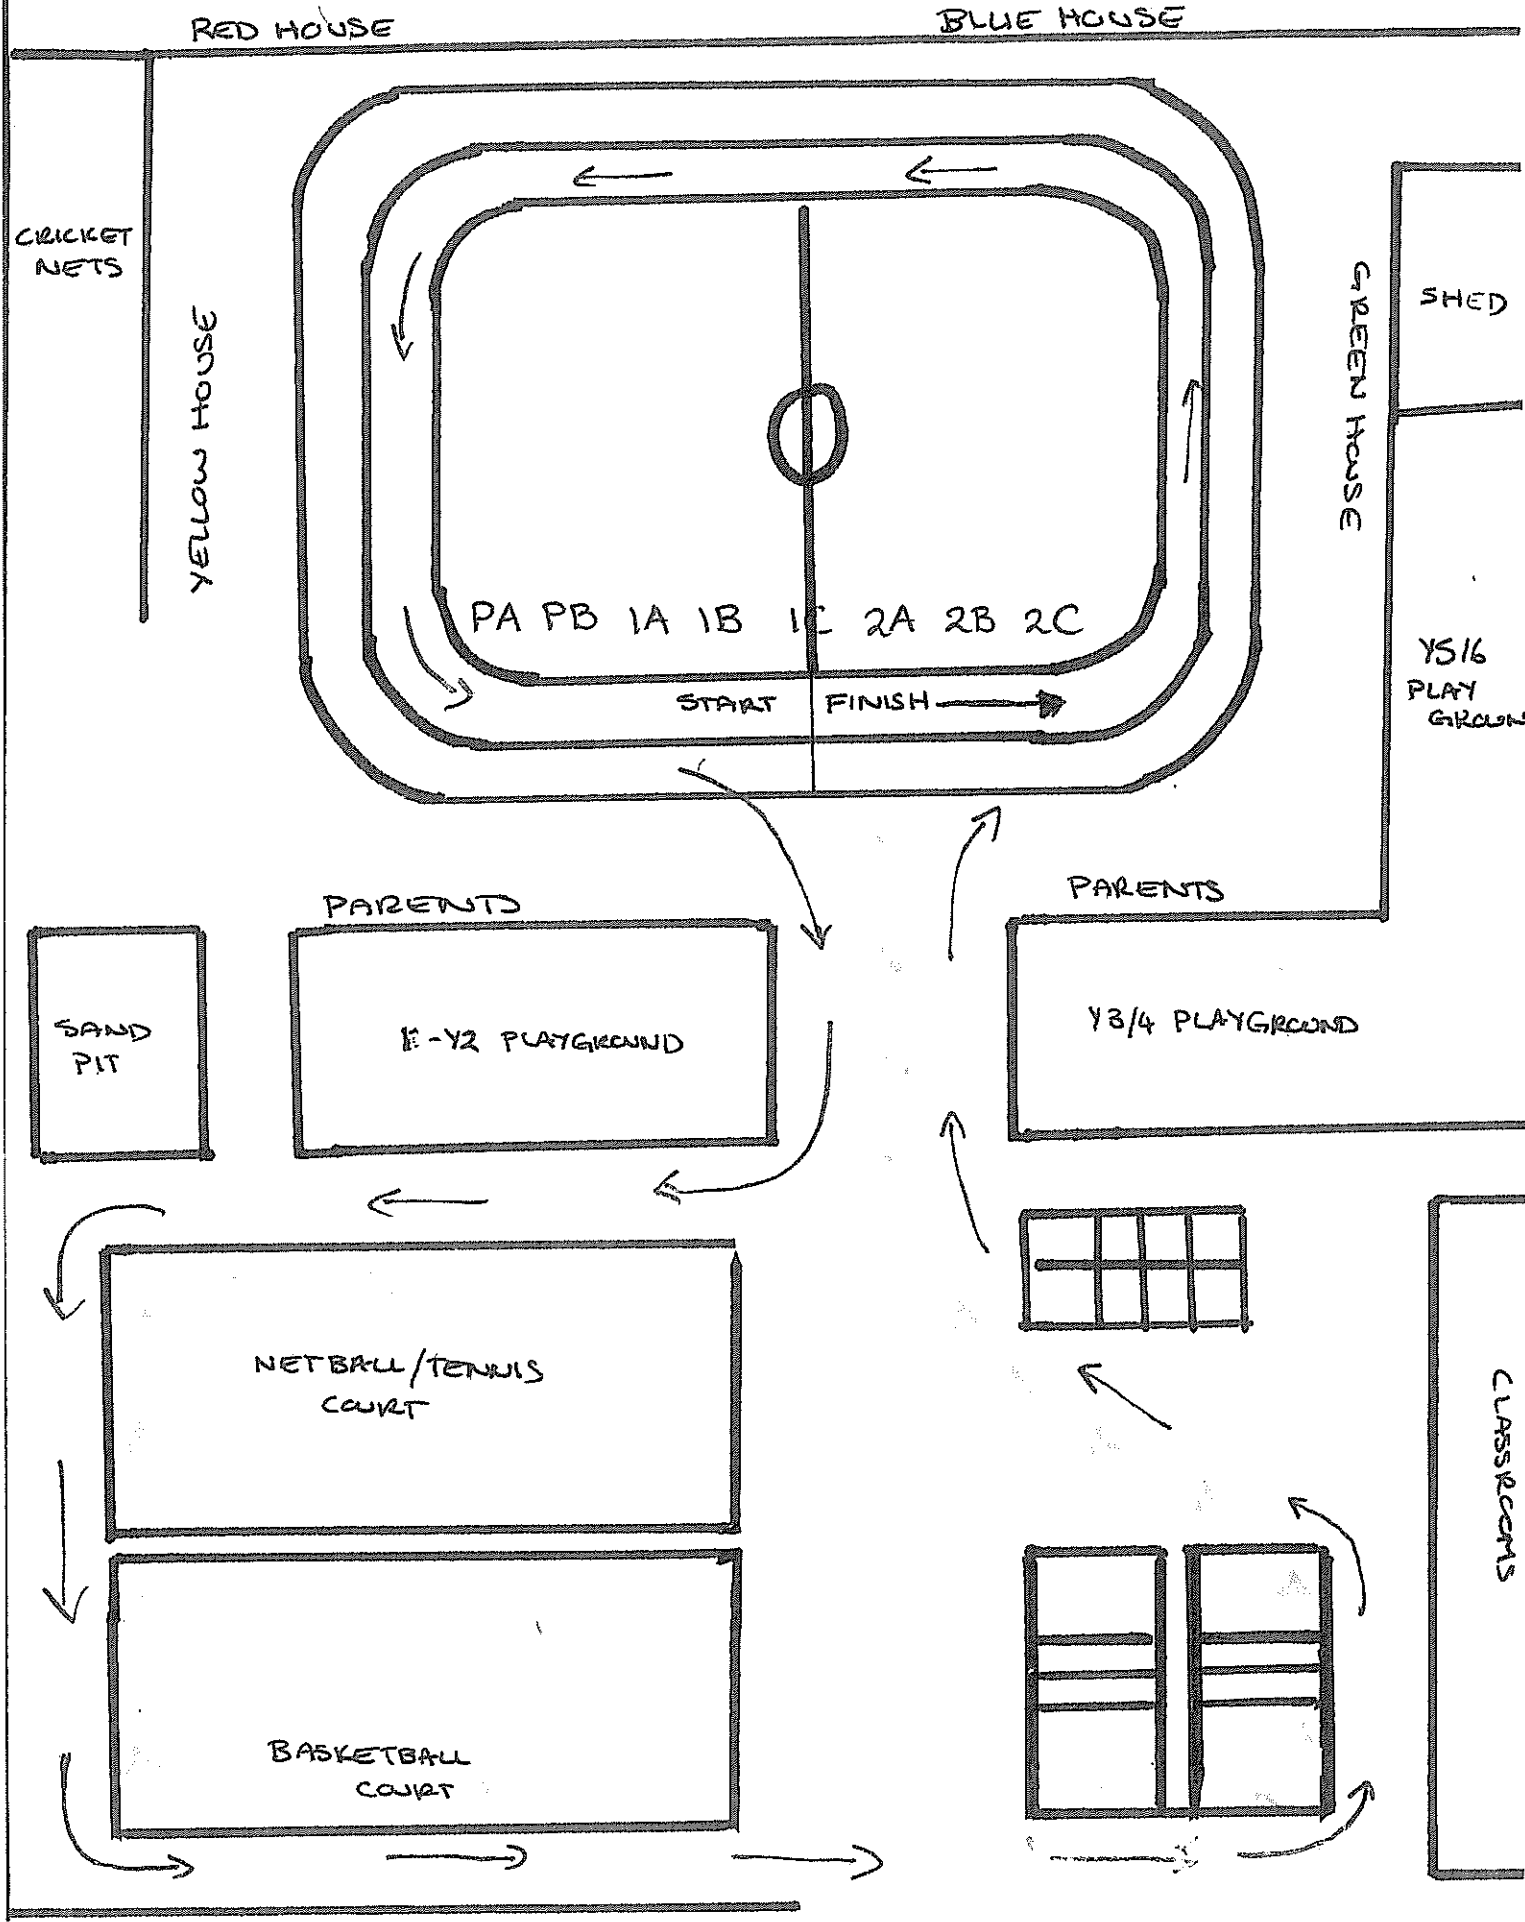 RED HOUSE
BLUE HOUSE
CRICKET
NETS
YELLOW HOUSE
GREEN HOUSE
SHED
PA PB 1A 1B 1C 2A 2B 2C
START FINISH
Y5/6
PLAY
GROUN
PARENTS
PARENTS
SAND
PIT
K-Y2 PLAYGROUND
Y3/4 PLAYGROUND
NETBALL/TENNIS
COURT
CLASSROOMS
BASKETBALL
COURT